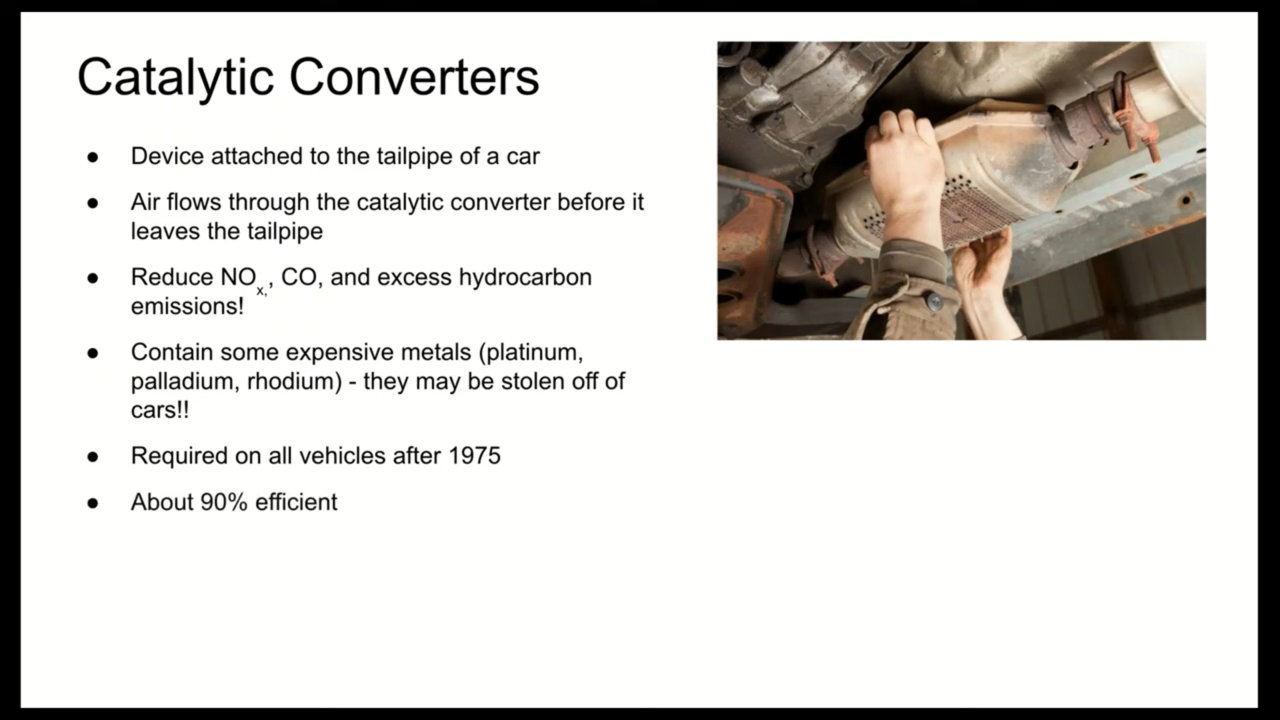 Catalytic Converters
● Device attached to the tailpipe of a car
● Air flows through the catalytic converter before it
leaves the tailpipe
● Reduce NOx,, CO, and excess hydrocarbon
emissions!
● Contain some expensive metals (platinum,
palladium, rhodium) - they may be stolen off of
cars!!
● Required on all vehicles after 1975
● About 90% efficient